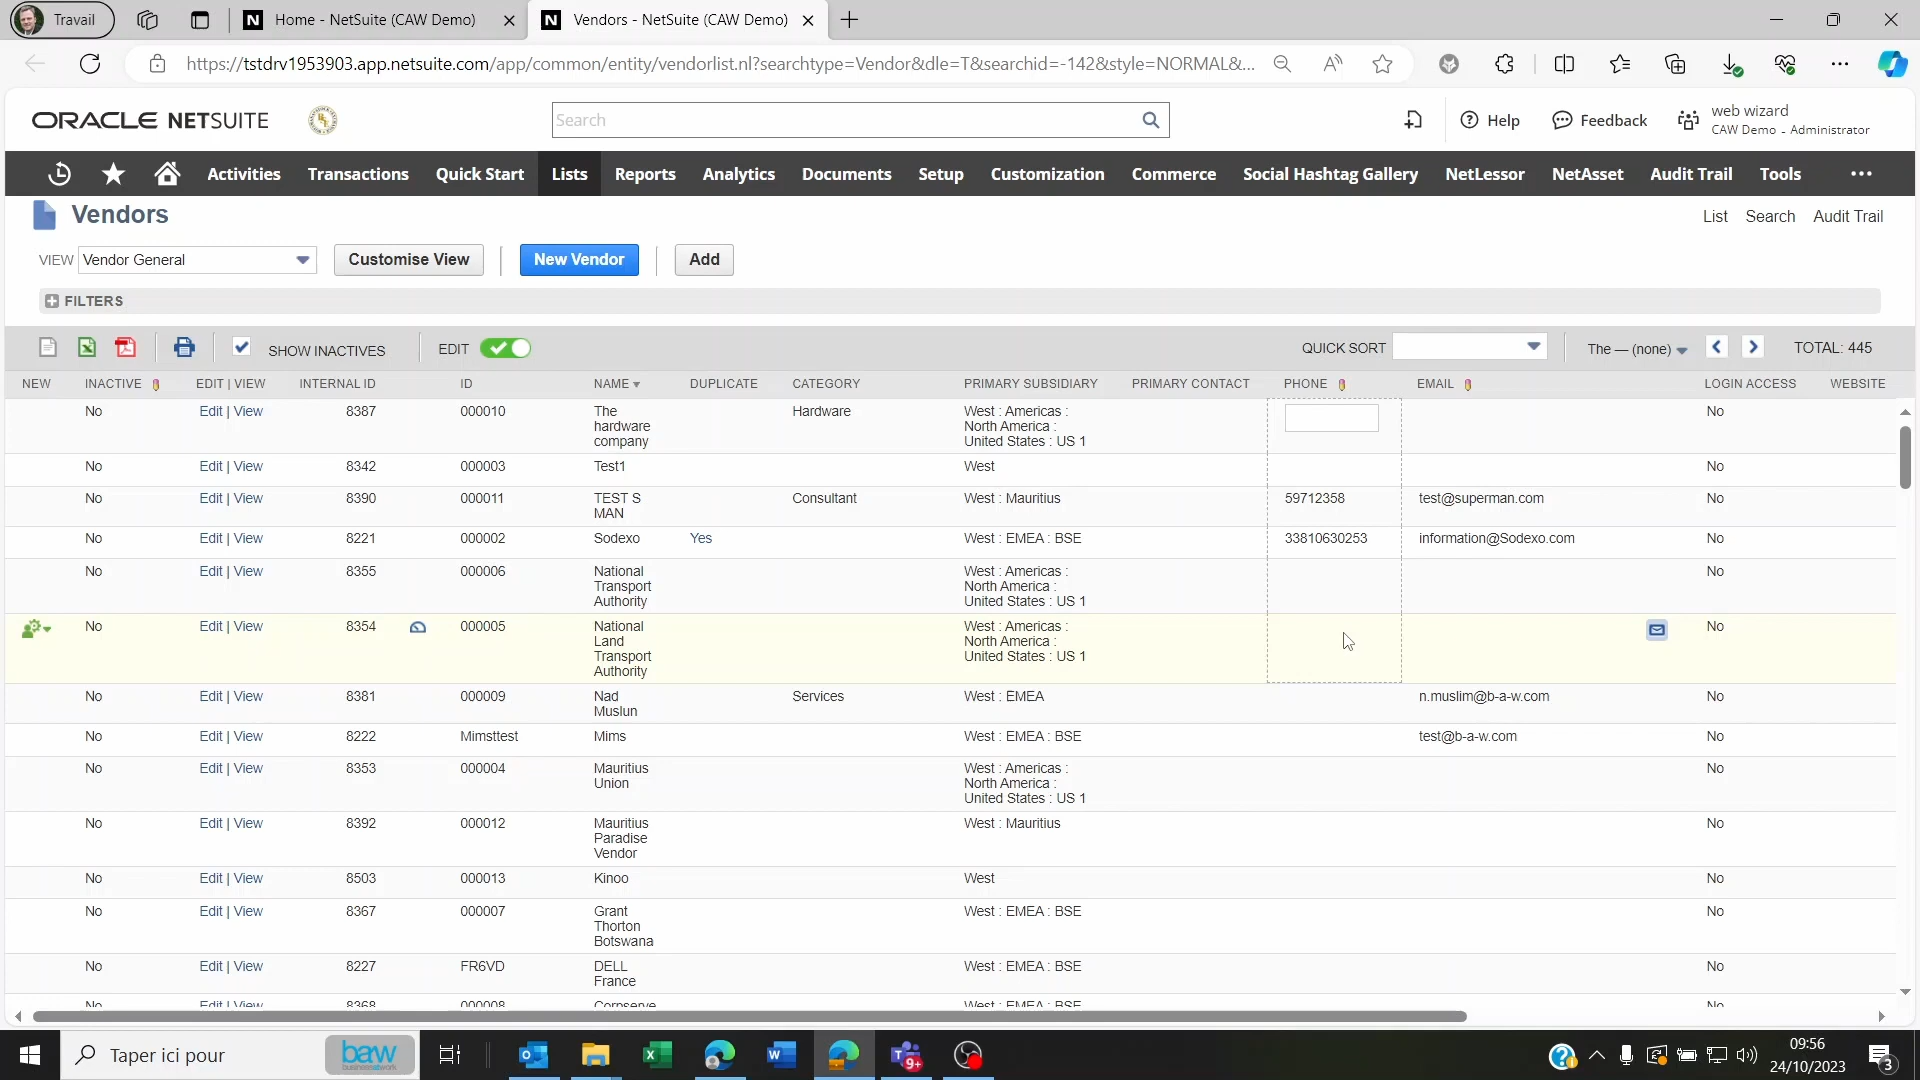 Travail
Home - NetSuite (CAW Demo)
Vendors - NetSuite (CAW Demo)
https://tstdrv1953903.app.netsuite.com/app/common/entity/vendorlist.nl?searchtype=Vendor&dle=T&searchid=-142&style=NORMAL&...
ORACLE NETSUITE
Search
Help
Feedback
web wizard
CAW Demo - Administrator
Activities Transactions Quick Start Lists Reports Analytics Documents Setup Customization Commerce Social Hashtag Gallery NetLessor NetAsset Audit Trail Tools
Vendors
List Search Audit Trail
VIEW Vendor General Customise View New Vendor Add
FILTERS
SHOW INACTIVES EDIT QUICK SORT The — (none) TOTAL: 445
NEW INACTIVE EDIT | VIEW INTERNAL ID ID NAME DUPLICATE CATEGORY PRIMARY SUBSIDIARY PRIMARY CONTACT PHONE EMAIL LOGIN ACCESS WEBSITE
No Edit | View 8387 000010 The Hardware West : Americas : No
hardware North America :
company United States : US 1
No Edit | View 8342 000003 Test1 West No
No Edit | View 8390 000011 TEST S Consultant West : Mauritius 59712358 test@superman.com No
MAN
No Edit | View 8221 000002 Sodexo Yes West : EMEA : BSE 33810630253 information@Sodexo.com No
No Edit | View 8355 000006 National West : Americas : No
Transport North America :
Authority United States : US 1
No Edit | View 8354 000005 National West : Americas : No
Land North America :
Transport United States : US 1
Authority
No Edit | View 8381 000009 Nad Services West : EMEA n.muslim@b-a-w.com No
Muslun
No Edit | View 8222 Mimsttest Mims West : EMEA : BSE test@b-a-w.com No
No Edit | View 8353 000004 Mauritius West : Americas : No
Union North America :
United States : US 1
No Edit | View 8392 000012 Mauritius West : Mauritius No
Paradise
Vendor
No Edit | View 8503 000013 Kinoo West No
No Edit | View 8367 000007 Grant West : EMEA : BSE No
Thorton
Botswana
No Edit | View 8227 FR6VD DELL West : EMEA : BSE No
France
No Edit | View 8368 000008 Corpserve West : EMEA : BSE No
Taper ici pour
baw
9+
09:56
24/10/2023
3